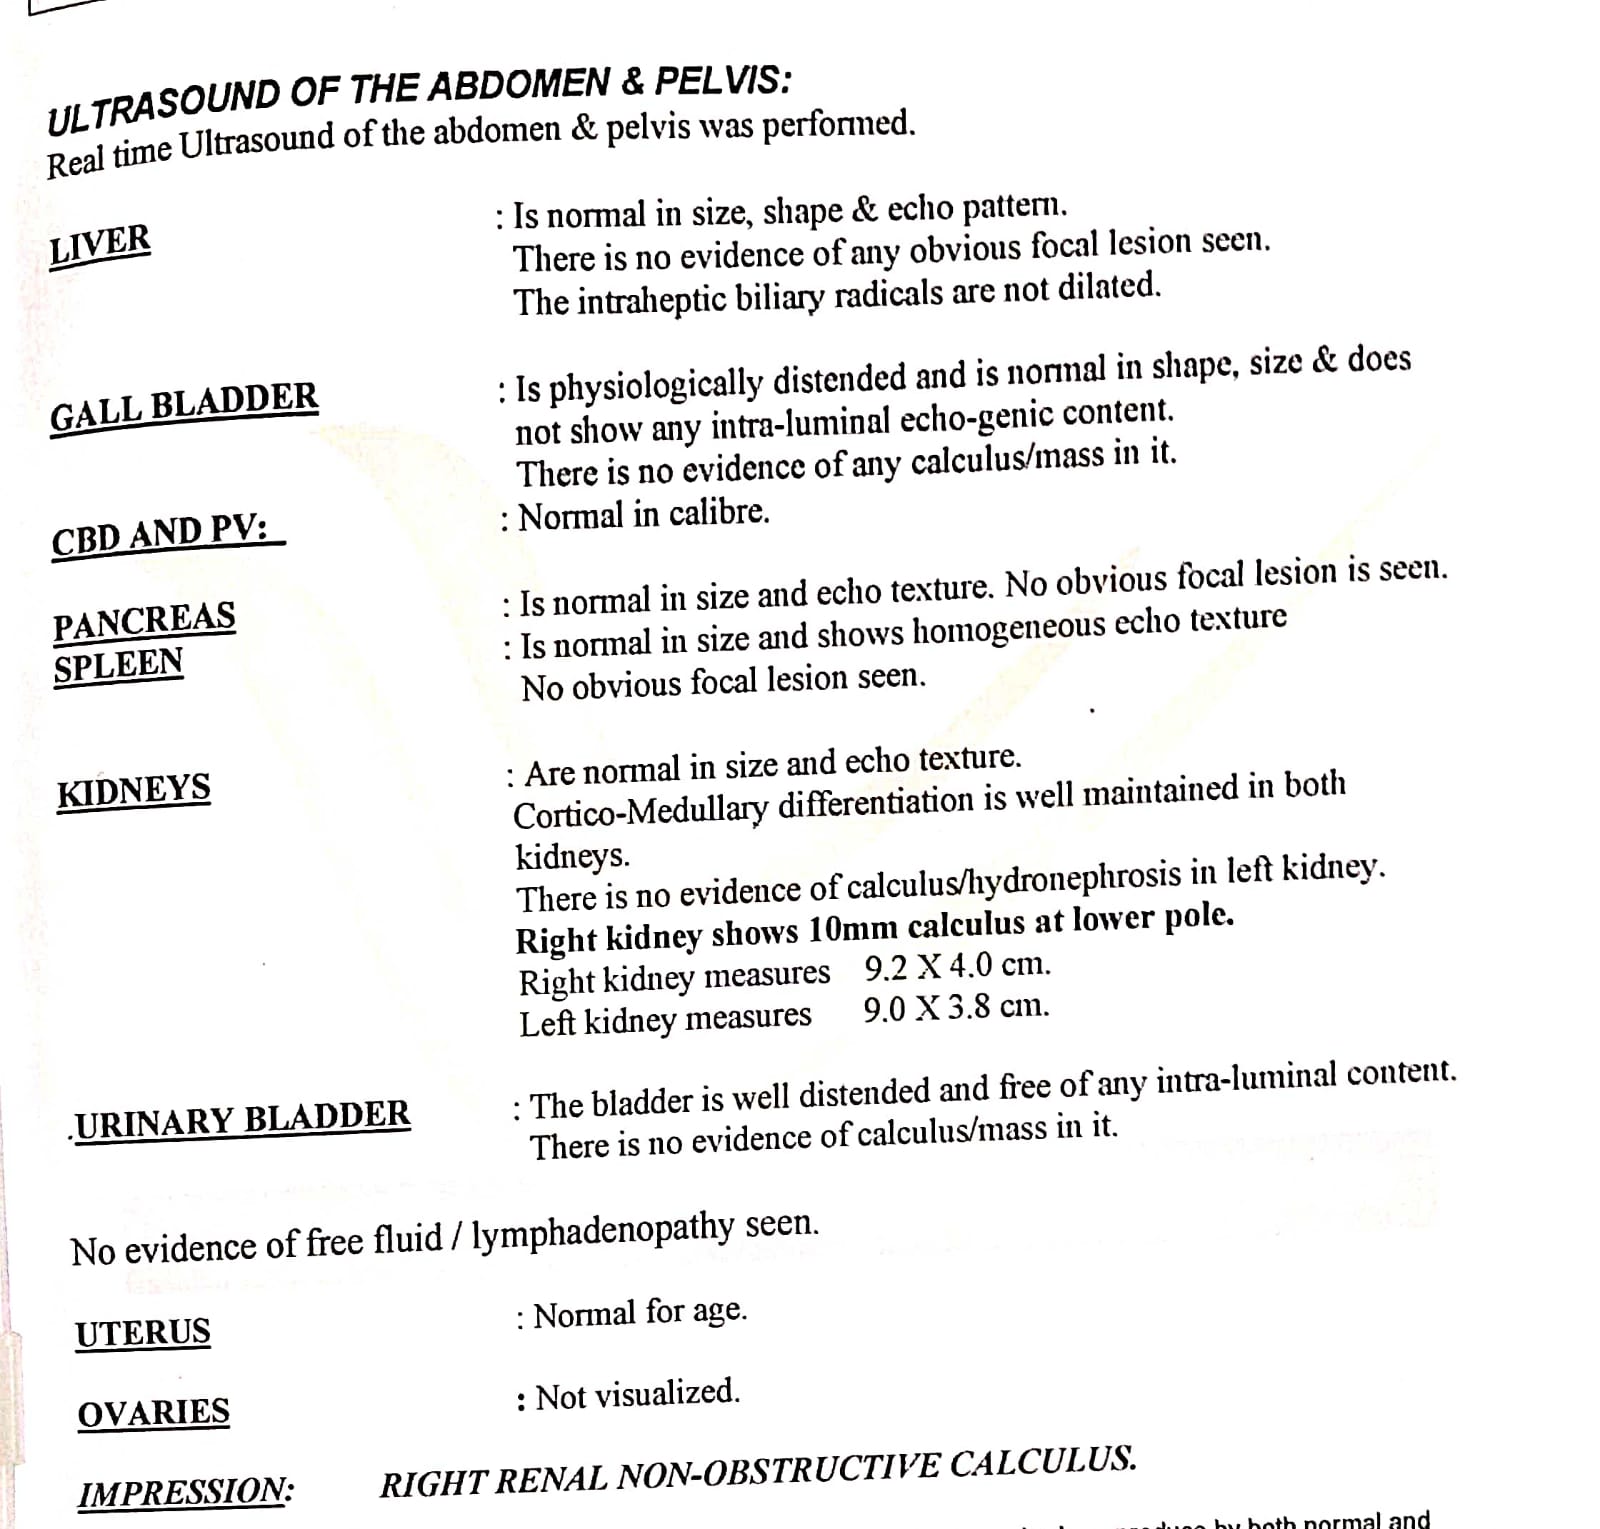 ULTRASOUND OF THE ABDOMEN & PELVIS:
Real time Ultrasound of the abdomen & pelvis was performed.
LIVER : Is normal in size, shape & echo pattern.
There is no evidence of any obvious focal lesion seen.
The intraheptic biliary radicals are not dilated.
GALL BLADDER : Is physiologically distended and is normal in shape, size & does
not show any intra-luminal echo-genic content.
There is no evidence of any calculus/mass in it.
CBD AND PV: : Normal in calibre.
PANCREAS : Is normal in size and echo texture. No obvious focal lesion is seen.
SPLEEN : Is normal in size and shows homogeneous echo texture
No obvious focal lesion seen.
KIDNEYS : Are normal in size and echo texture.
Cortico-Medullary differentiation is well maintained in both
kidneys.
There is no evidence of calculus/hydronephrosis in left kidney.
Right kidney shows 10mm calculus at lower pole.
Right kidney measures 9.2 X 4.0 cm.
Left kidney measures 9.0 X 3.8 cm.
.URINARY BLADDER : The bladder is well distended and free of any intra-luminal content.
There is no evidence of calculus/mass in it.
No evidence of free fluid / lymphadenopathy seen.
UTERUS : Normal for age.
OVARIES : Not visualized.
IMPRESSION: RIGHT RENAL NON-OBSTRUCTIVE CALCULUS.
by both normal and